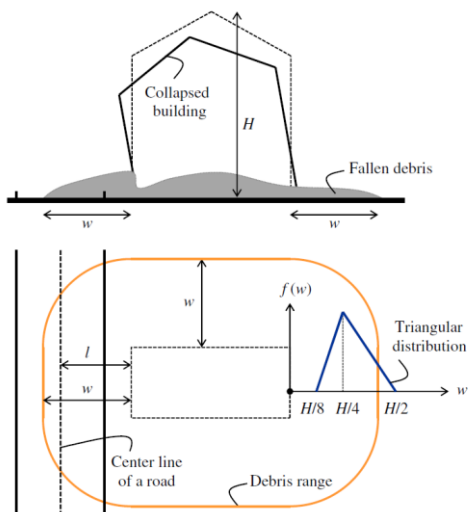 Collapsed
building
H
Fallen debris
w
w
w
f(w)
Triangular
distribution
l
w
w
H/8
H/4
H/2
Center line
of a road
Debris range